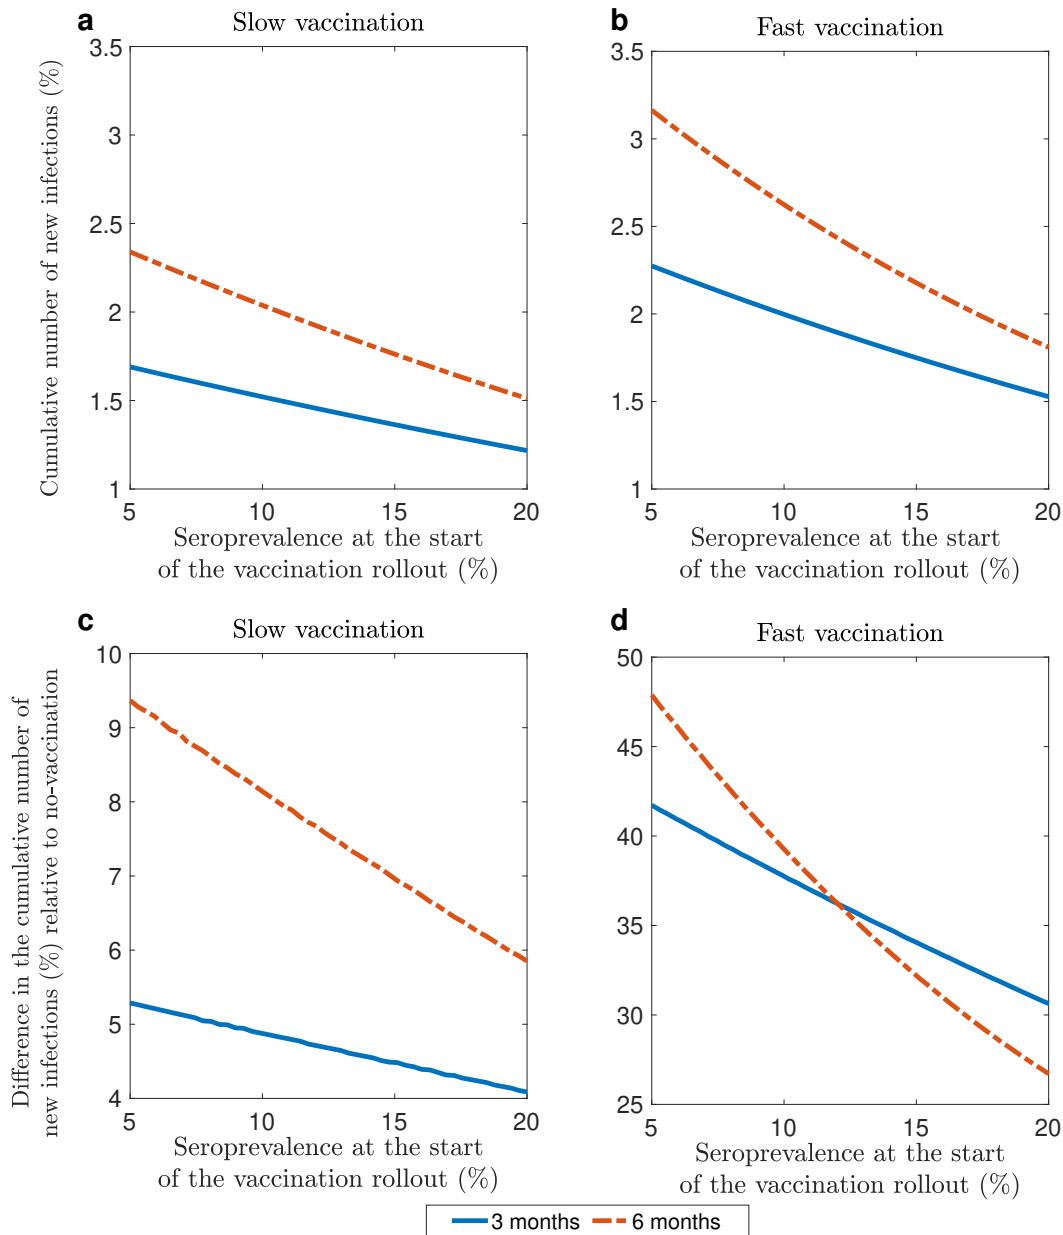 a
Slow vaccination
b
Fast vaccination
Cumulative number of new infections (%)
3.5
3
2.5
2
1.5
1
5
10
15
20
Seroprevalence at the start
of the vaccination rollout (%)
3.5
3
2.5
2
1.5
1
5
10
15
20
Seroprevalence at the start
of the vaccination rollout (%)
c
Slow vaccination
d
Fast vaccination
Difference in the cumulative number of
new infections (%) relative to no-vaccination
10
9
8
7
6
5
4
5
10
15
20
Seroprevalence at the start
of the vaccination rollout (%)
50
45
40
35
30
25
5
10
15
20
Seroprevalence at the start
of the vaccination rollout (%)
3 months
6 months